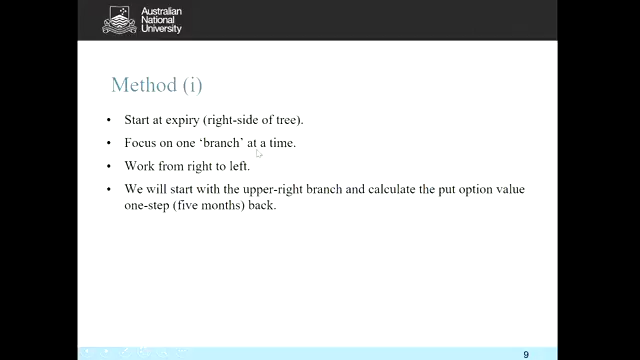 Australian
National
University
Method (i)
• Start at expiry (right-side of tree).
• Focus on one ‘branch’ at a time.
• Work from right to left.
• We will start with the upper-right branch and calculate the put option value
one-step (five months) back.
9